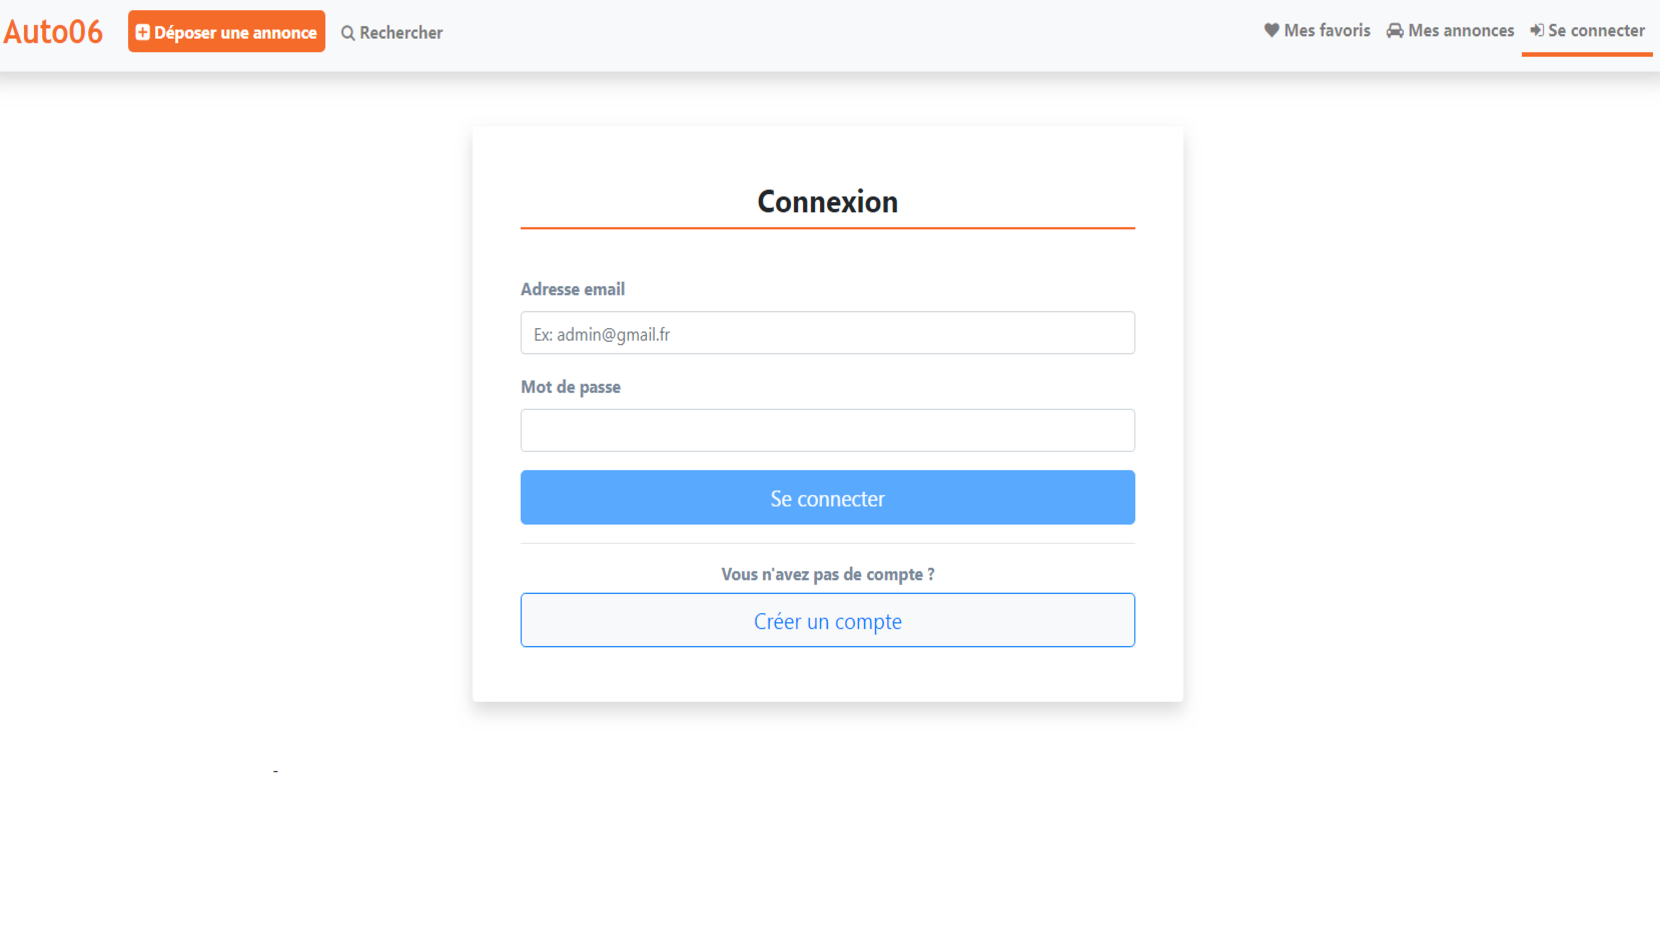 Auto06 Déposer une annonce Rechercher Mes favoris Mes annonces Se connecter
Connexion
Adresse email
Ex: admin@gmail.fr
Mot de passe
Se connecter
Vous n'avez pas de compte ?
Créer un compte
-